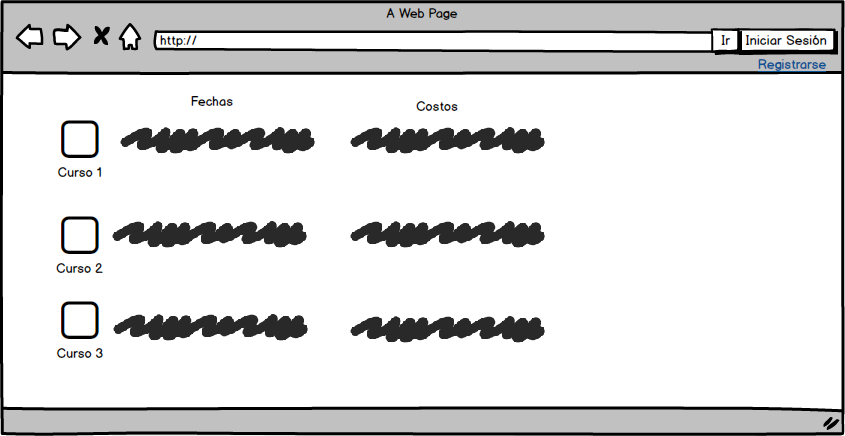 A Web Page
http://
Ir
Iniciar Sesión
Registrarse
Fechas
Costos
Curso 1
Curso 2
Curso 3